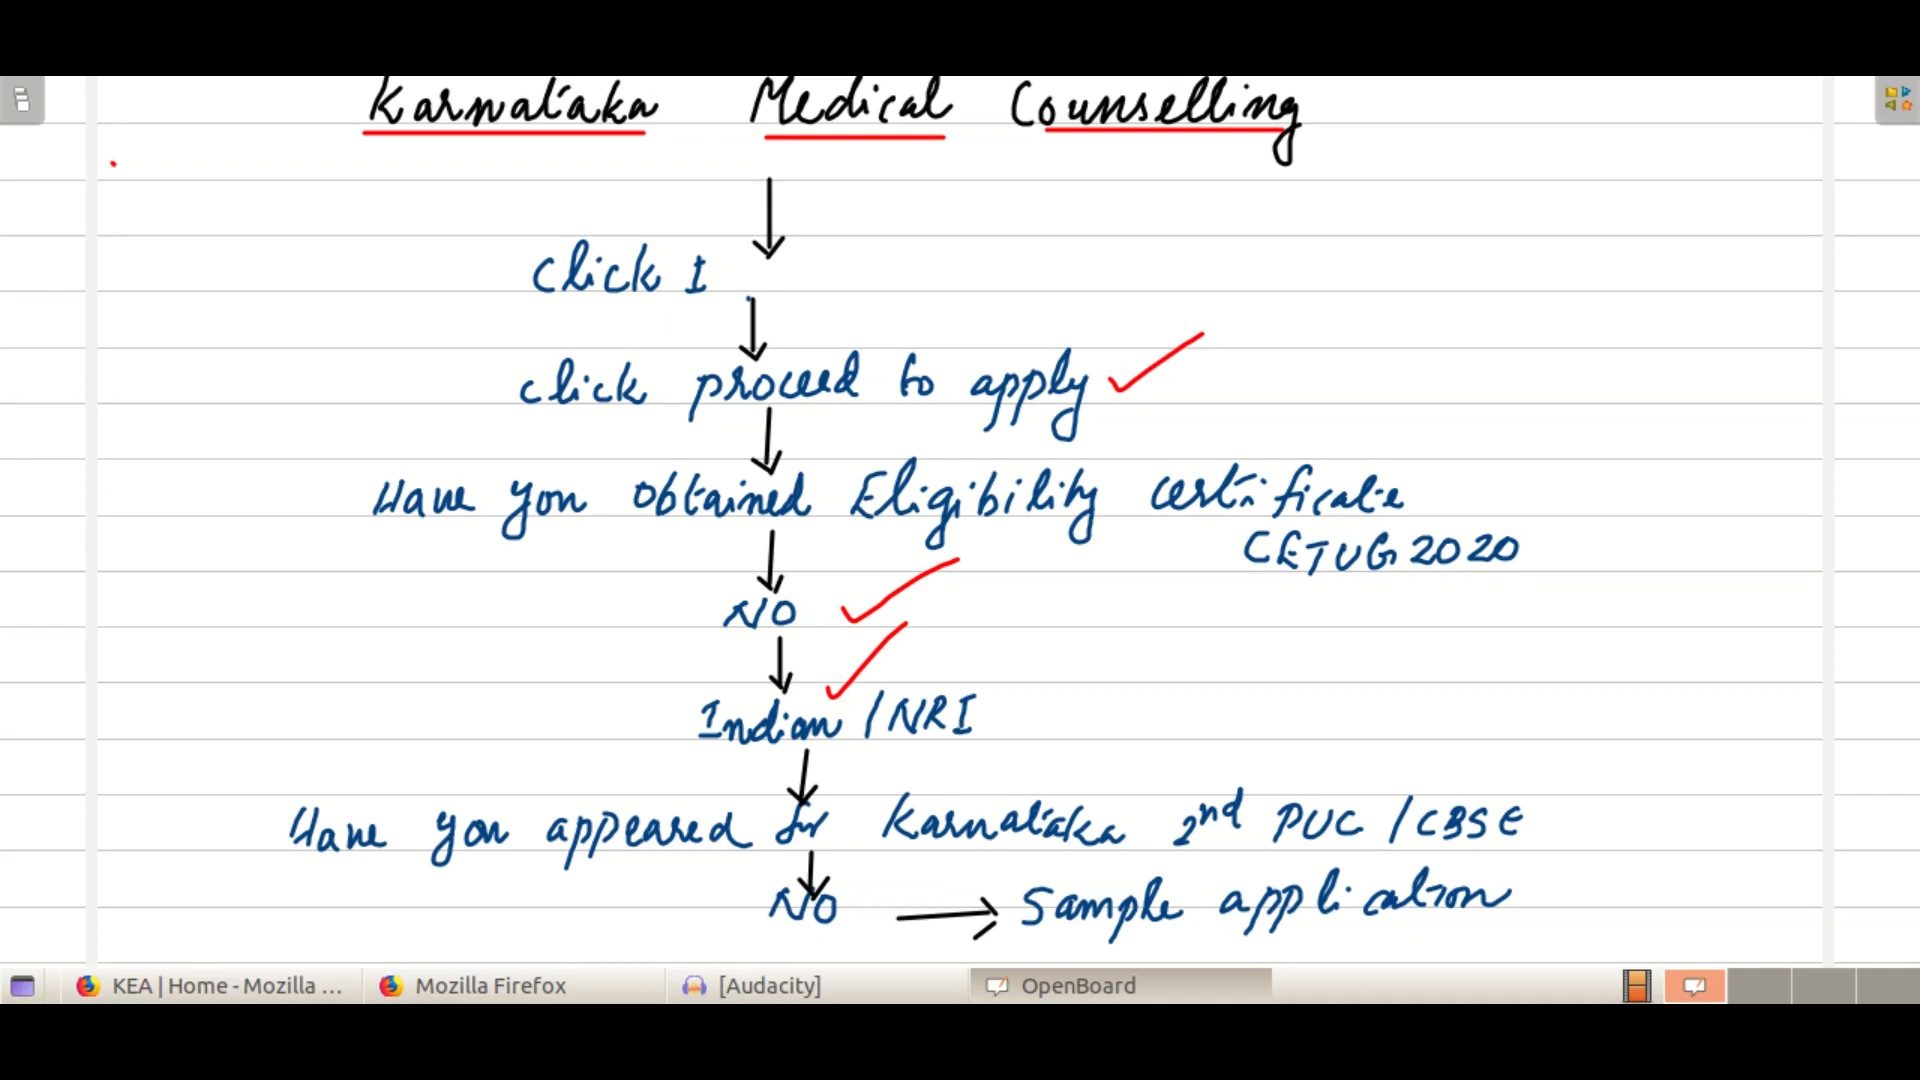 Karnataka Medical Counselling
Click I
Click proceed to apply
Have you obtained Eligibility certificate
CETUG 2020
NO
Indian / NRI
Have you appeared for Karnataka 2nd PUC / CBSE
NO → Sample application
KEA | Home - Mozilla ... Mozilla Firefox [Audacity] OpenBoard